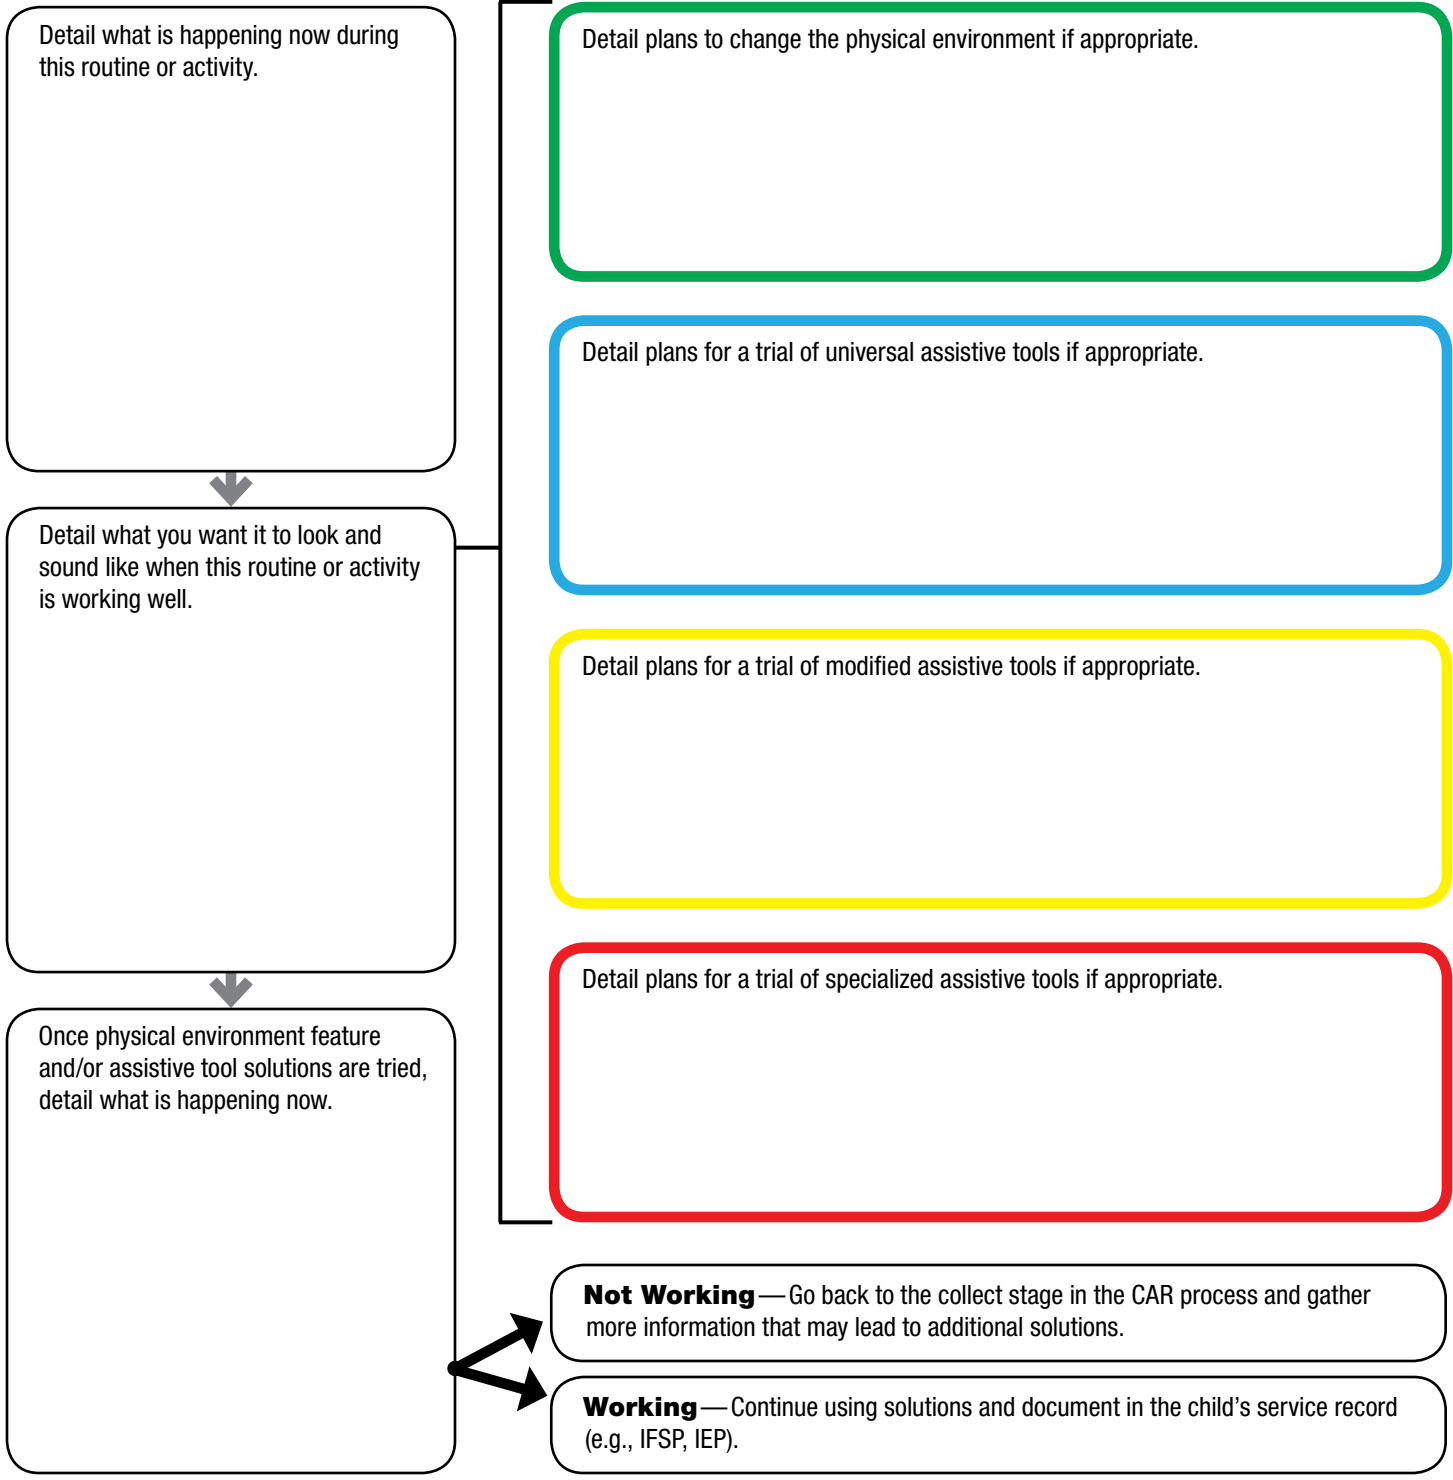 Detail what is happening now during
this routine or activity.
Detail what you want it to look and
sound like when this routine or activity
is working well.
Once physical environment feature
and/or assistive tool solutions are tried,
detail what is happening now.
Detail plans to change the physical environment if appropriate.
Detail plans for a trial of universal assistive tools if appropriate.
Detail plans for a trial of modified assistive tools if appropriate.
Detail plans for a trial of specialized assistive tools if appropriate.
Not Working—Go back to the collect stage in the CAR process and gather
more information that may lead to additional solutions.
Working—Continue using solutions and document in the child’s service record
(e.g., IFSP, IEP).